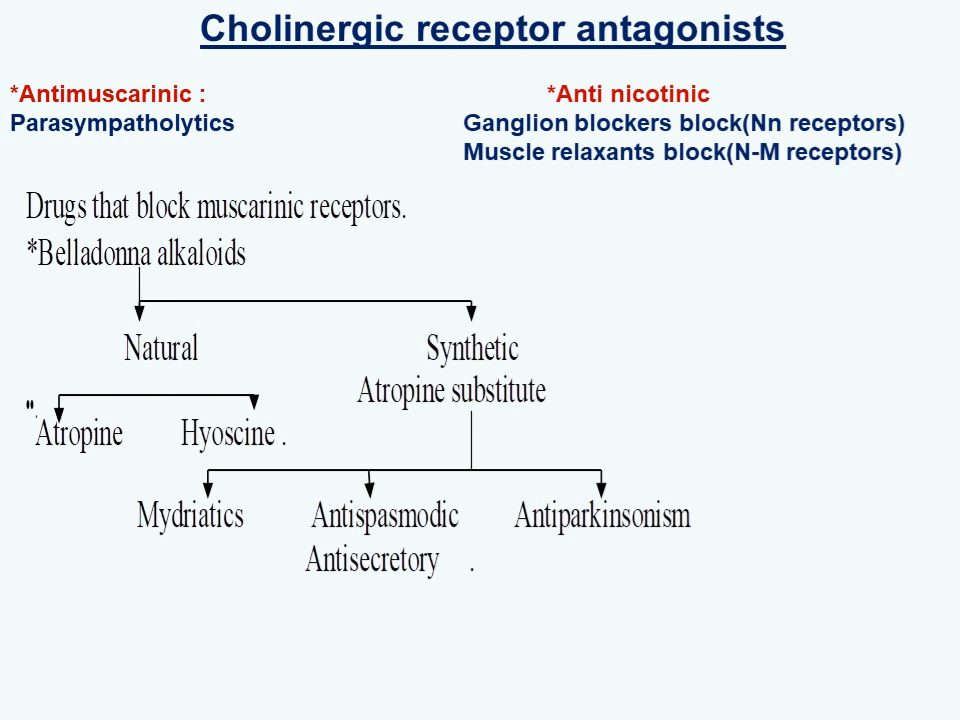 Cholinergic receptor antagonists
*Antimuscarinic :
Parasympatholytics
*Anti nicotinic
Ganglion blockers block(Nn receptors)
Muscle relaxants block(N-M receptors)
Drugs that block muscarinic receptors.
*Belladonna alkaloids
Natural
Synthetic
Atropine substitute
".
Atropine
Hyoscine .
Mydriatics
Antispasmodic
Antisecretory .
Antiparkinsonism